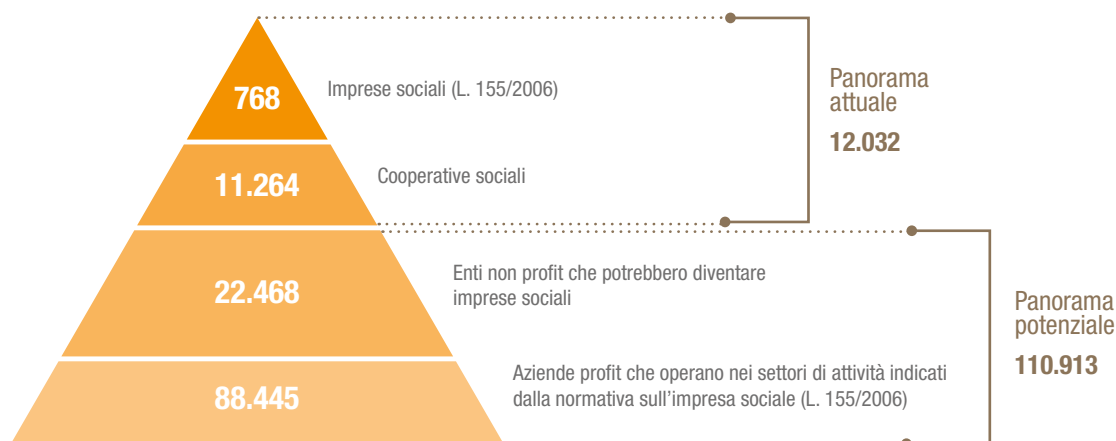 768
Imprese sociali (L. 155/2006)
Panorama
attuale
12.032
11.264
Cooperative sociali
22.468
Enti non profit che potrebbero diventare
imprese sociali
Panorama
potenziale
110.913
88.445
Aziende profit che operano nei settori di attività indicati
dalla normativa sull'impresa sociale (L. 155/2006)